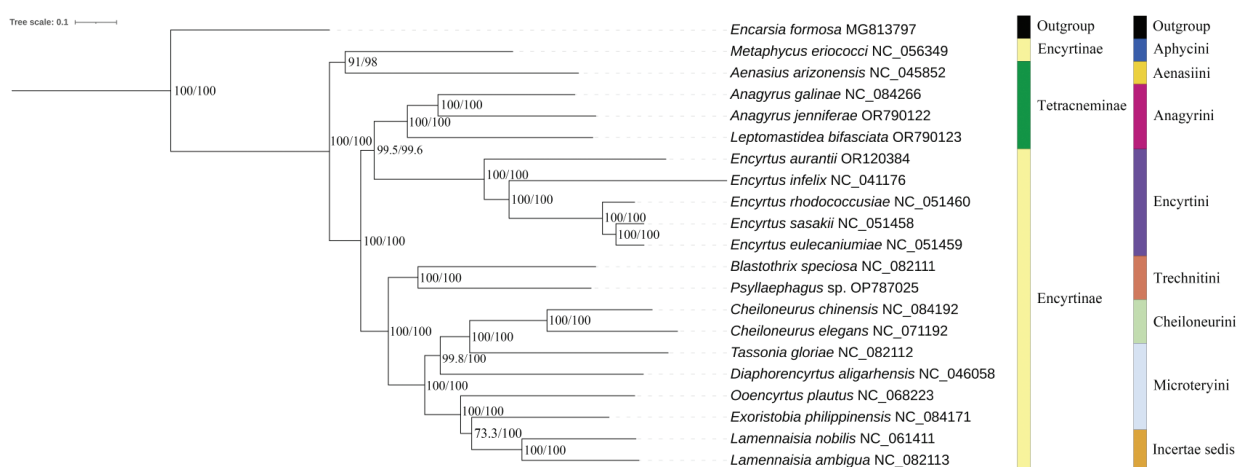 Tree scale: 0.1
Encarsia formosa MG813797
Metaphycus eriococci NC_056349
91/98
Aenasius arizonensis NC_045852
100/100
Anagyrus galinae NC_084266
100/100
Anagyrus jenniferae OR790122
100/100
Leptomastidea bifasciata OR790123
100/100
99.5/99.6
Encyrtus aurantii OR120384
100/100
Encyrtus infelix NC_041176
100/100
Encyrtus rhodococcusiae NC_051460
100/100
Encyrtus sasakii NC_051458
100/100
Encyrtus eulecaniumiae NC_051459
100/100
Blastothrix speciosa NC_082111
100/100
Psyllaephagus sp. OP787025
Cheiloneurus chinensis NC_084192
100/100
Cheiloneurus elegans NC_071192
100/100
100/100
Tassonia gloriae NC_082112
99.8/100
Diaphorencyrtus aligarhensis NC_046058
100/100
Ooencyrtus plautus NC_068223
100/100
Exoristobia philippinensis NC_084171
73.3/100
Lamennaisia nobilis NC_061411
100/100
Lamennaisia ambigua NC_082113
Outgroup
Encyrtinae
Tetracneminae
Encyrtinae
Outgroup
Aphycini
Aenasiini
Anagyrini
Encyrtini
Trechnitini
Cheiloneurini
Microteryini
Incertae sedis